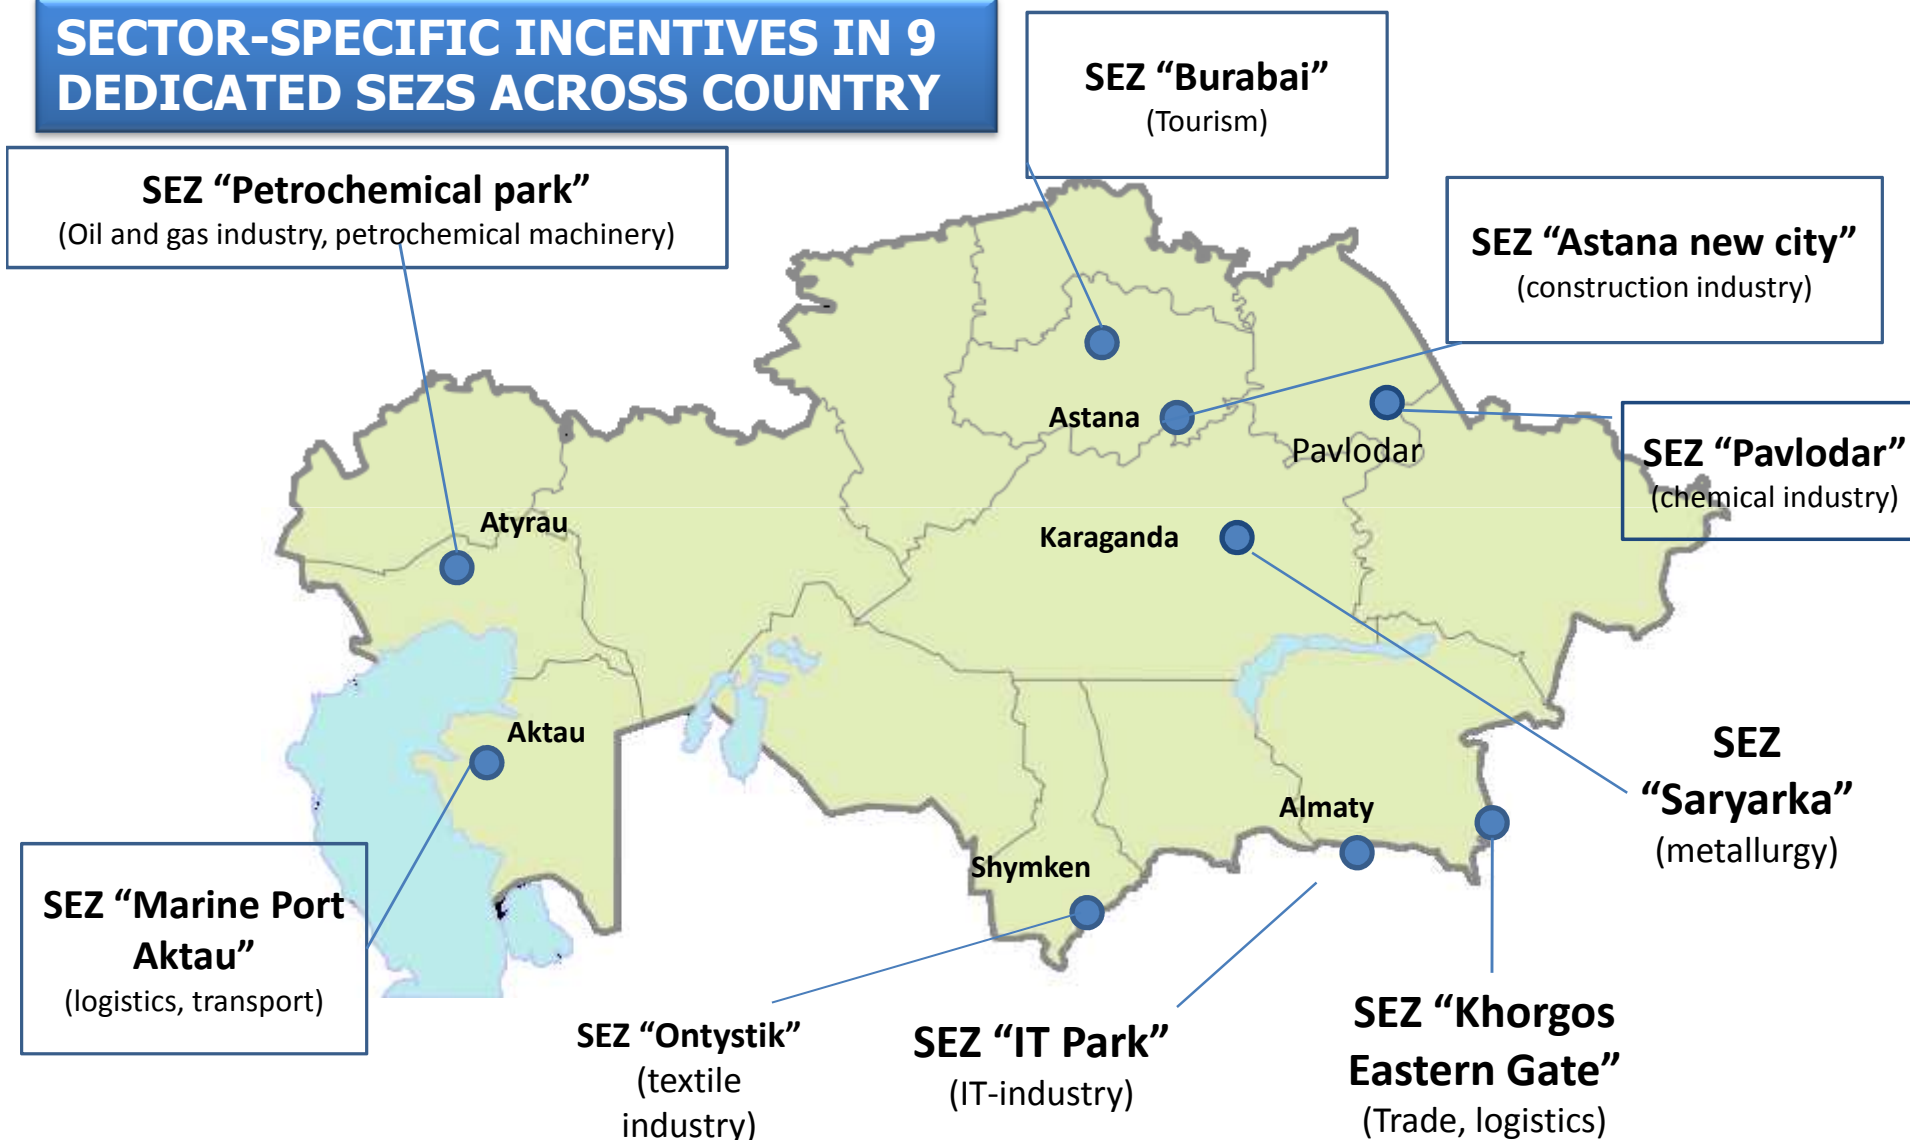 SECTOR-SPECIFIC INCENTIVES IN 9
DEDICATED SEZS ACROSS COUNTRY
SEZ “Burabai”
(Tourism)
SEZ “Petrochemical park”
(Oil and gas industry, petrochemical machinery)
SEZ “Astana new city”
(construction industry)
Astana
Pavlodar
SEZ “Pavlodar”
(chemical industry)
Atyrau
Karaganda
Aktau
SEZ
“Saryarka”
(metallurgy)
Almaty
Shymken
SEZ “Marine Port
Aktau”
(logistics, transport)
SEZ “Ontystik”
(textile
industry)
SEZ “IT Park”
(IT-industry)
SEZ “Khorgos
Eastern Gate”
(Trade, logistics)